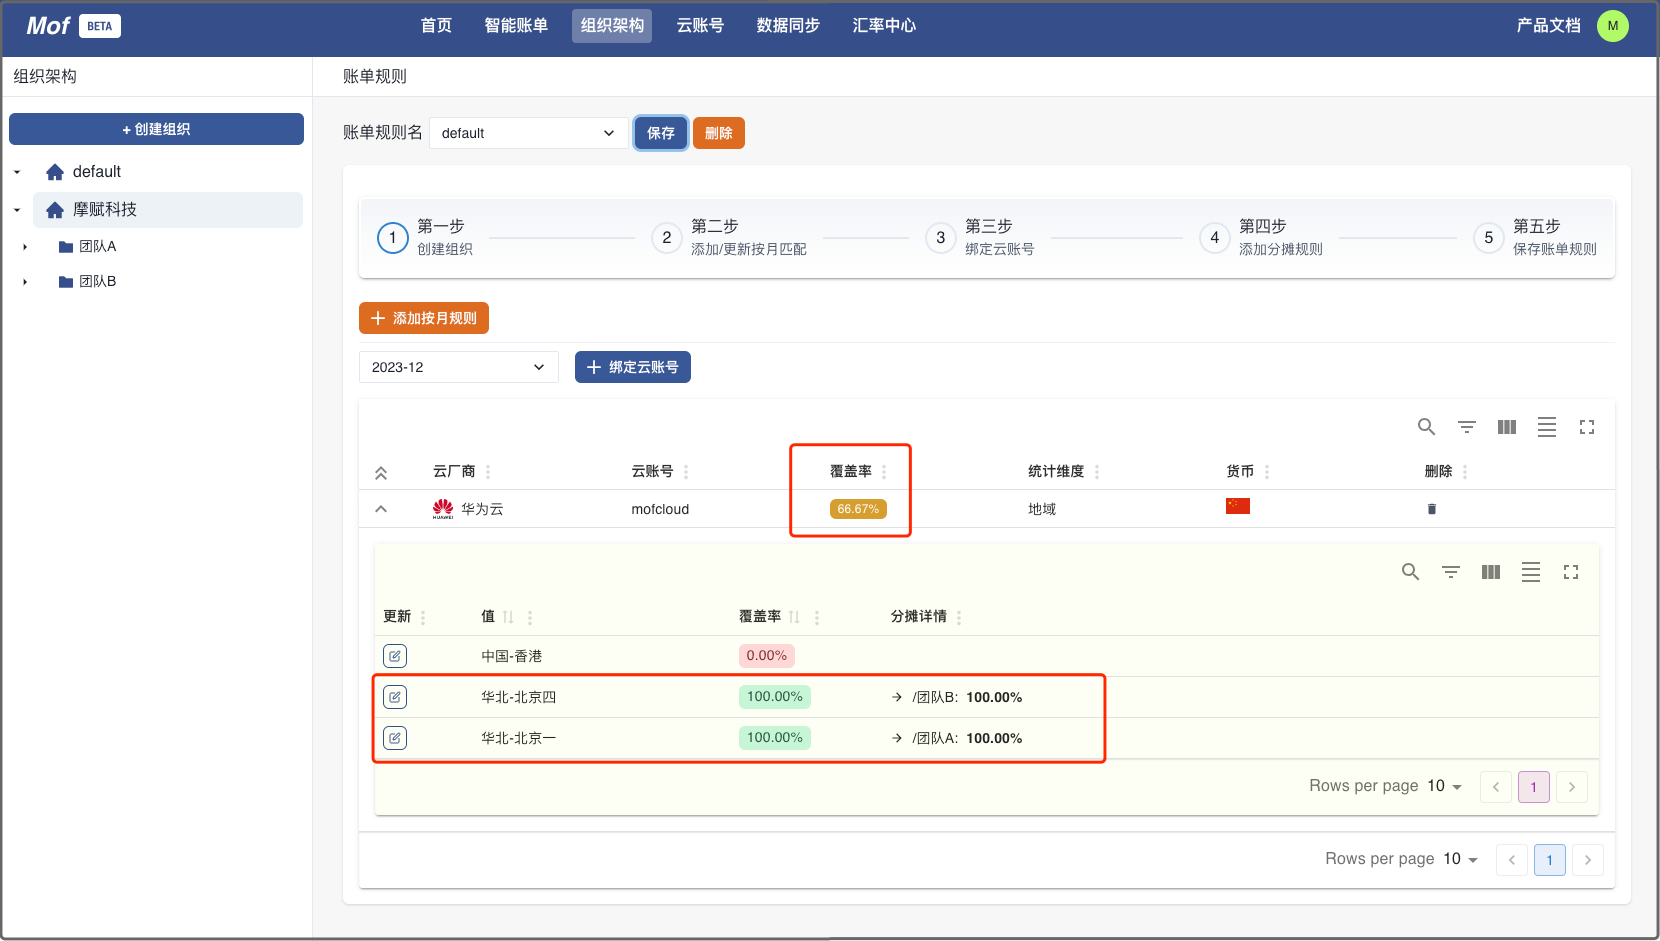 Mof BETA 首页 智能账单 组织架构 云账号 数据同步 汇率中心 产品文档 M
组织架构
+ 创建组织
default
摩赋科技
团队A
团队B
账单规则
账单规则名 default 保存 删除
1 第一步 2 第二步 3 第三步 4 第四步 5 第五步
创建组织 添加/更新按月匹配 绑定云账号 添加分摊规则 保存账单规则
添加按月规则
2023-12 绑定云账号
云厂商 云账号 覆盖率 统计维度 货币 删除
HUAWEI 华为云 mofcloud 66.67% 地域
更新 值 覆盖率 分摊详情
中国-香港 0.00%
华北-北京四 100.00% → /团队B: 100.00%
华北-北京一 100.00% → /团队A: 100.00%
Rows per page 10 1
Rows per page 10 1